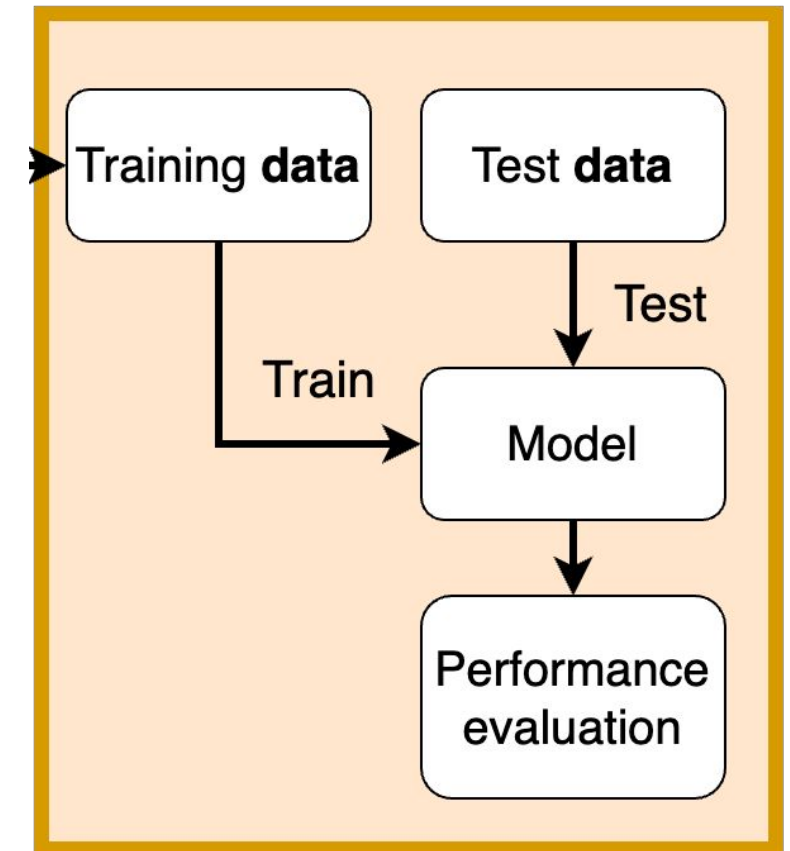 Training data
Test data
Test
Train
Model
Performance
evaluation